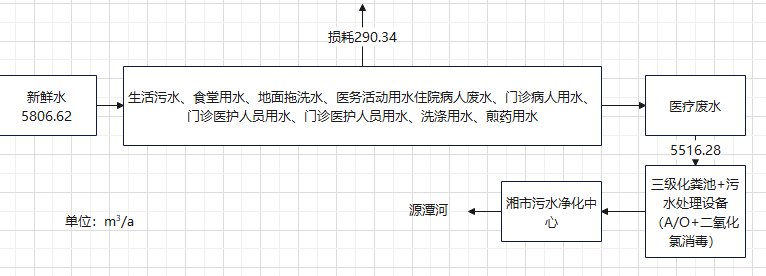 损耗290.34
新鲜水
5806.62
生活污水、食堂用水、地面拖洗水、医务活动用水住院病人废水、门诊病人用水、
门诊医护人员用水、门诊医护人员用水、洗涤用水、煎药用水
医疗废水
5516.28
三级化粪池+污
水处理设备
（A/O+二氧化
氯消毒）
湘市污水净化中
心
源潭河
单位：m³/a